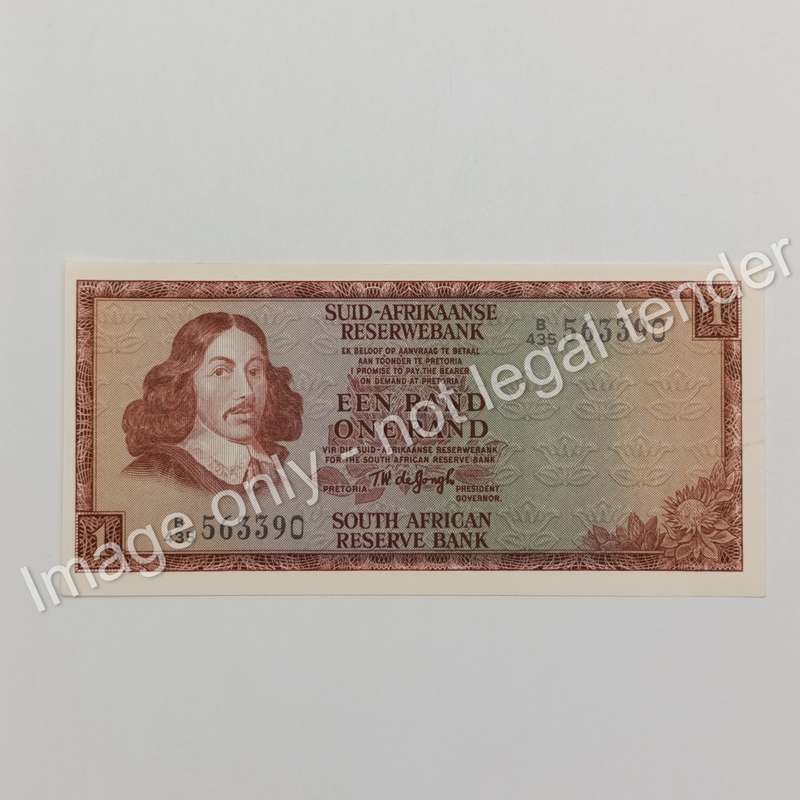 SUID-AFRIKAANSE
RESERWEBANK
1
B/435 563390
EK BELOOF OP AANVRAAG TE BETAAL
AAN TOONDER TE PRETORIA
I PROMISE TO PAY THE BEARER
ON DEMAND AT PRETORIA
EEN RAND
ONE RAND
VIR DIE SUID-AFRIKAANSE RESERWEBANK
FOR THE SOUTH AFRICAN RESERVE BANK
PRETORIA T.W. de Jongh PRESIDENT
GOVERNOR.
1
B/435 563390
SOUTH AFRICAN
RESERVE BANK
Image only - not legal tender